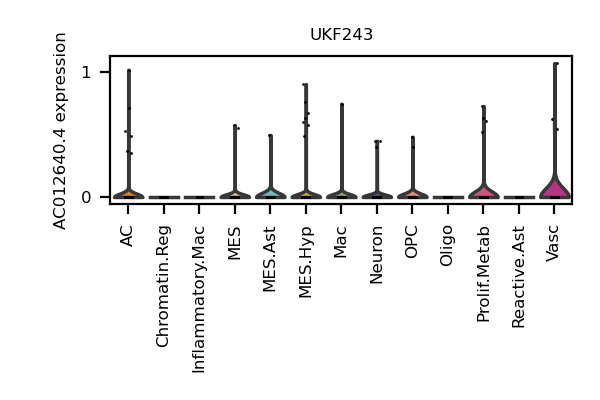 UKF243
AC012640.4 expression
1
0
AC
Chromatin.Reg
Inflammatory.Mac
MES
MES.Ast
MES.Hyp
Mac
Neuron
OPC
Oligo
Prolif.Metab
Reactive.Ast
Vasc